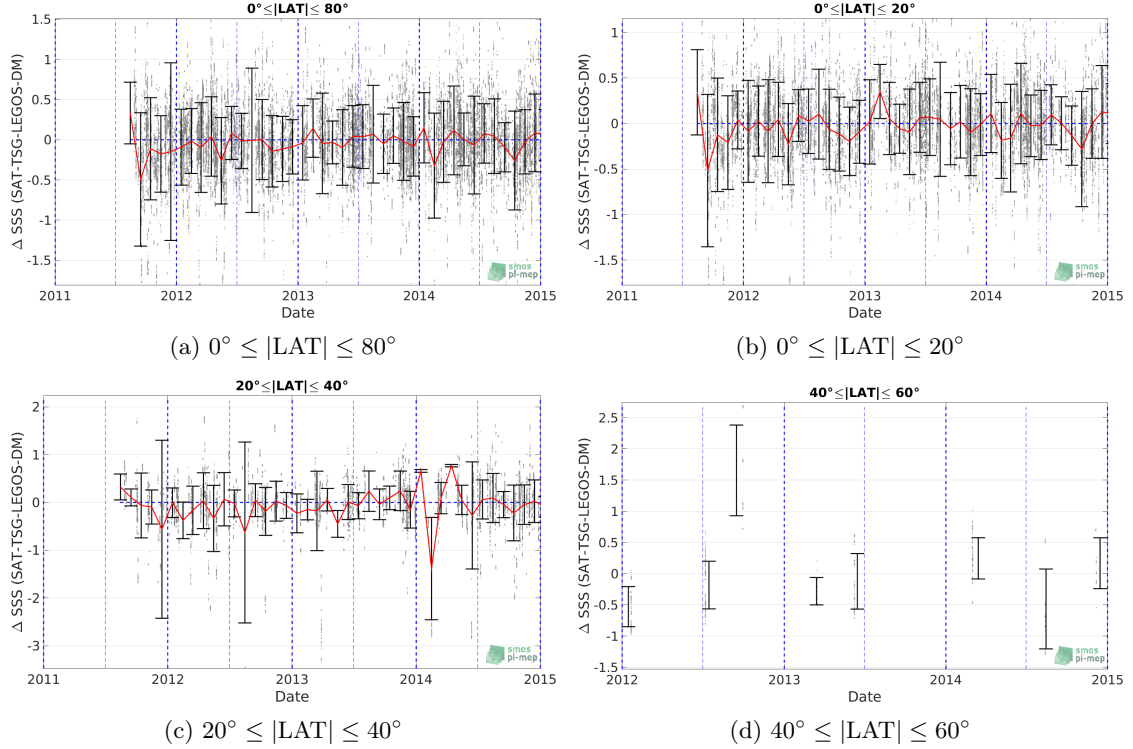 0°≤|LAT|≤ 80°
Δ SSS (SAT-TSG-LEGOS-DM)
1.5
1
0.5
0
-0.5
-1
-1.5
2011
2012
2013
2014
2015
Date
smos
pi-mep
(a) 0° ≤ |LAT| ≤ 80°
0°≤|LAT|≤ 20°
Δ SSS (SAT-TSG-LEGOS-DM)
1
0.5
0
-0.5
-1
-1.5
2011
2012
2013
2014
2015
Date
smos
pi-mep
(b) 0° ≤ |LAT| ≤ 20°
20°≤|LAT|≤ 40°
Δ SSS (SAT-TSG-LEGOS-DM)
2
1
0
-1
-2
-3
2011
2012
2013
2014
2015
Date
smos
pi-mep
(c) 20° ≤ |LAT| ≤ 40°
40°≤|LAT|≤ 60°
Δ SSS (SAT-TSG-LEGOS-DM)
2.5
2
1.5
1
0.5
0
-0.5
-1
-1.5
2012
2013
2014
2015
Date
smos
pi-mep
(d) 40° ≤ |LAT| ≤ 60°